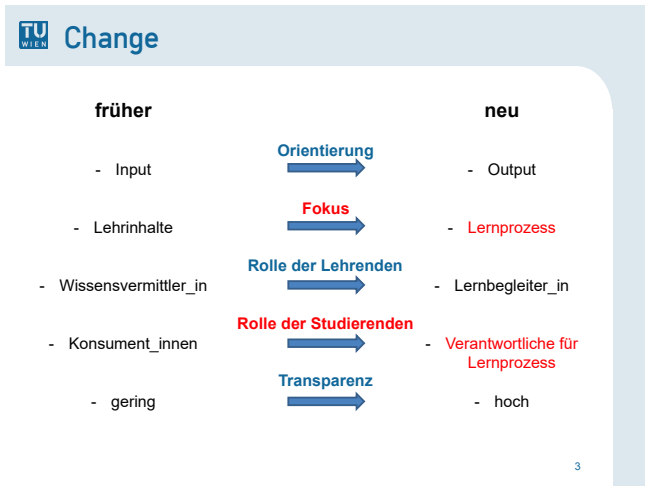 TU
WIEN
Change
früher
neu
Orientierung
- Input
- Output
Fokus
- Lehrinhalte
- Lernprozess
Rolle der Lehrenden
- Wissensvermittler_in
- Lernbegleiter_in
Rolle der Studierenden
- Konsument_innen
- Verantwortliche für
Lernprozess
Transparenz
- gering
- hoch
3